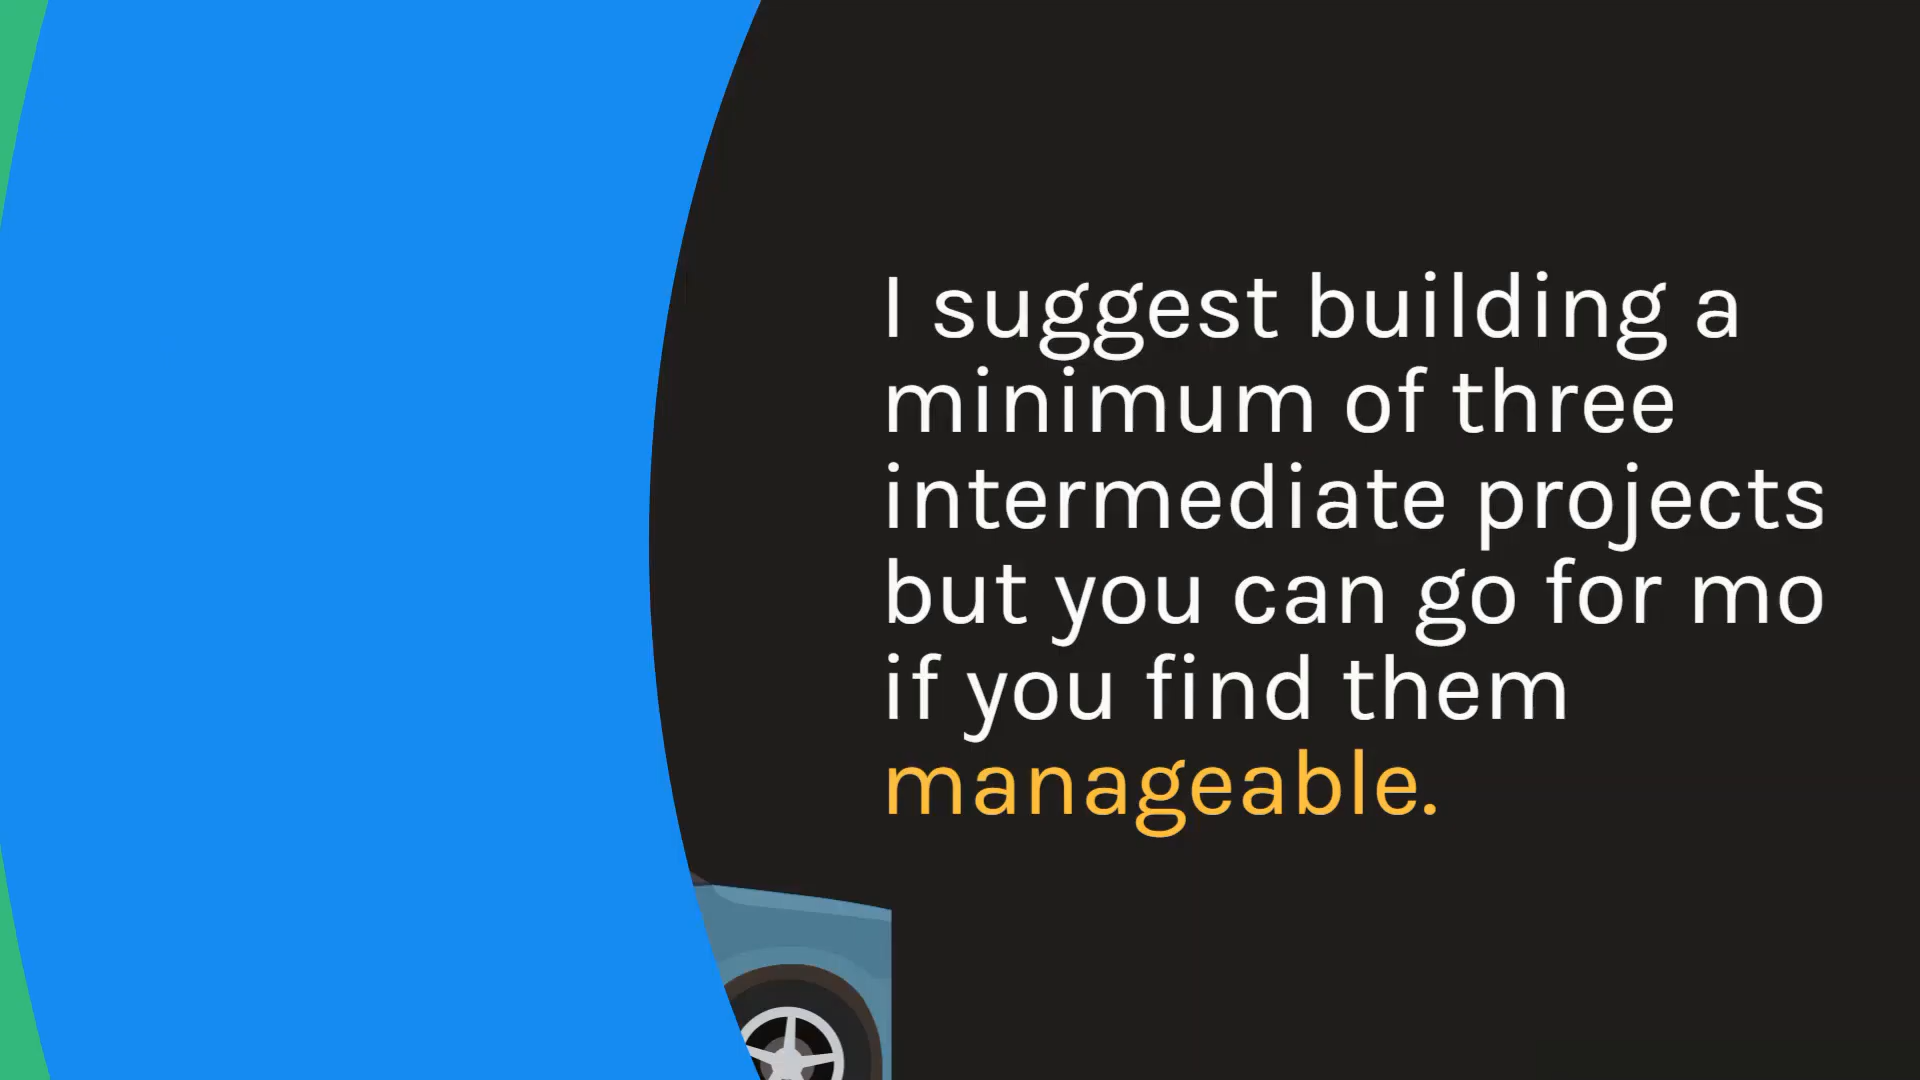 I suggest building a
minimum of three
intermediate projects
but you can go for mo
if you find them
manageable.